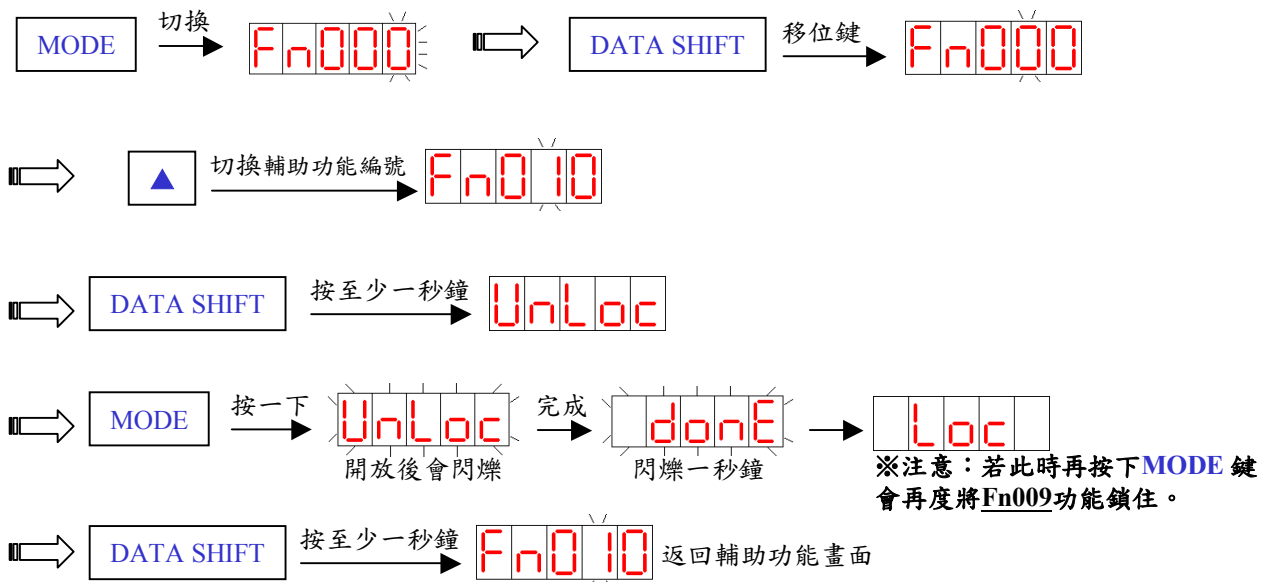 MODE 切換 Fn000 DATA SHIFT 移位鍵 Fn000
▲ 切換輔助功能編號 Fn010
DATA SHIFT 按至少一秒鐘 UnLoc
MODE 按一下 UnLoc 完成 donE Loc
開放後會閃爍 閃爍一秒鐘
※注意：若此時再按下MODE 鍵
會再度將Fn009功能鎖住。
DATA SHIFT 按至少一秒鐘 Fn010 返回輔助功能畫面